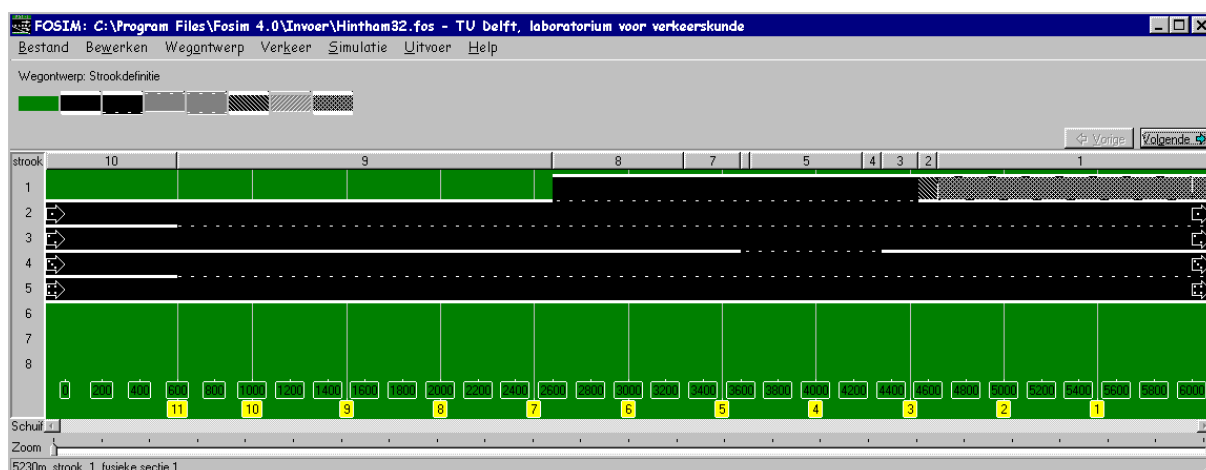 FOSIM: C:\Program Files\Fosim 4.0\Invoer\Hintham32.fos - TU Delft, laboratorium voor verkeerskunde
Bestand Bewerken Wegontwerp Verkeer Simulatie Uitvoer Help
Wegontwerp: Strookdefinitie
Vorige Volgende
strook 10 9 8 7 5 4 3 2 1
1
2
3
4
5
6
7
8
0 200 400 600 800 1000 1200 1400 1600 1800 2000 2200 2400 2600 2800 3000 3200 3400 3600 3800 4000 4200 4400 4600 4800 5000 5200 5400 5600 5800 6000
11 10 9 8 7 6 5 4 3 2 1
Schuif
Zoom
5230m, strook 1, fysieke sectie 1